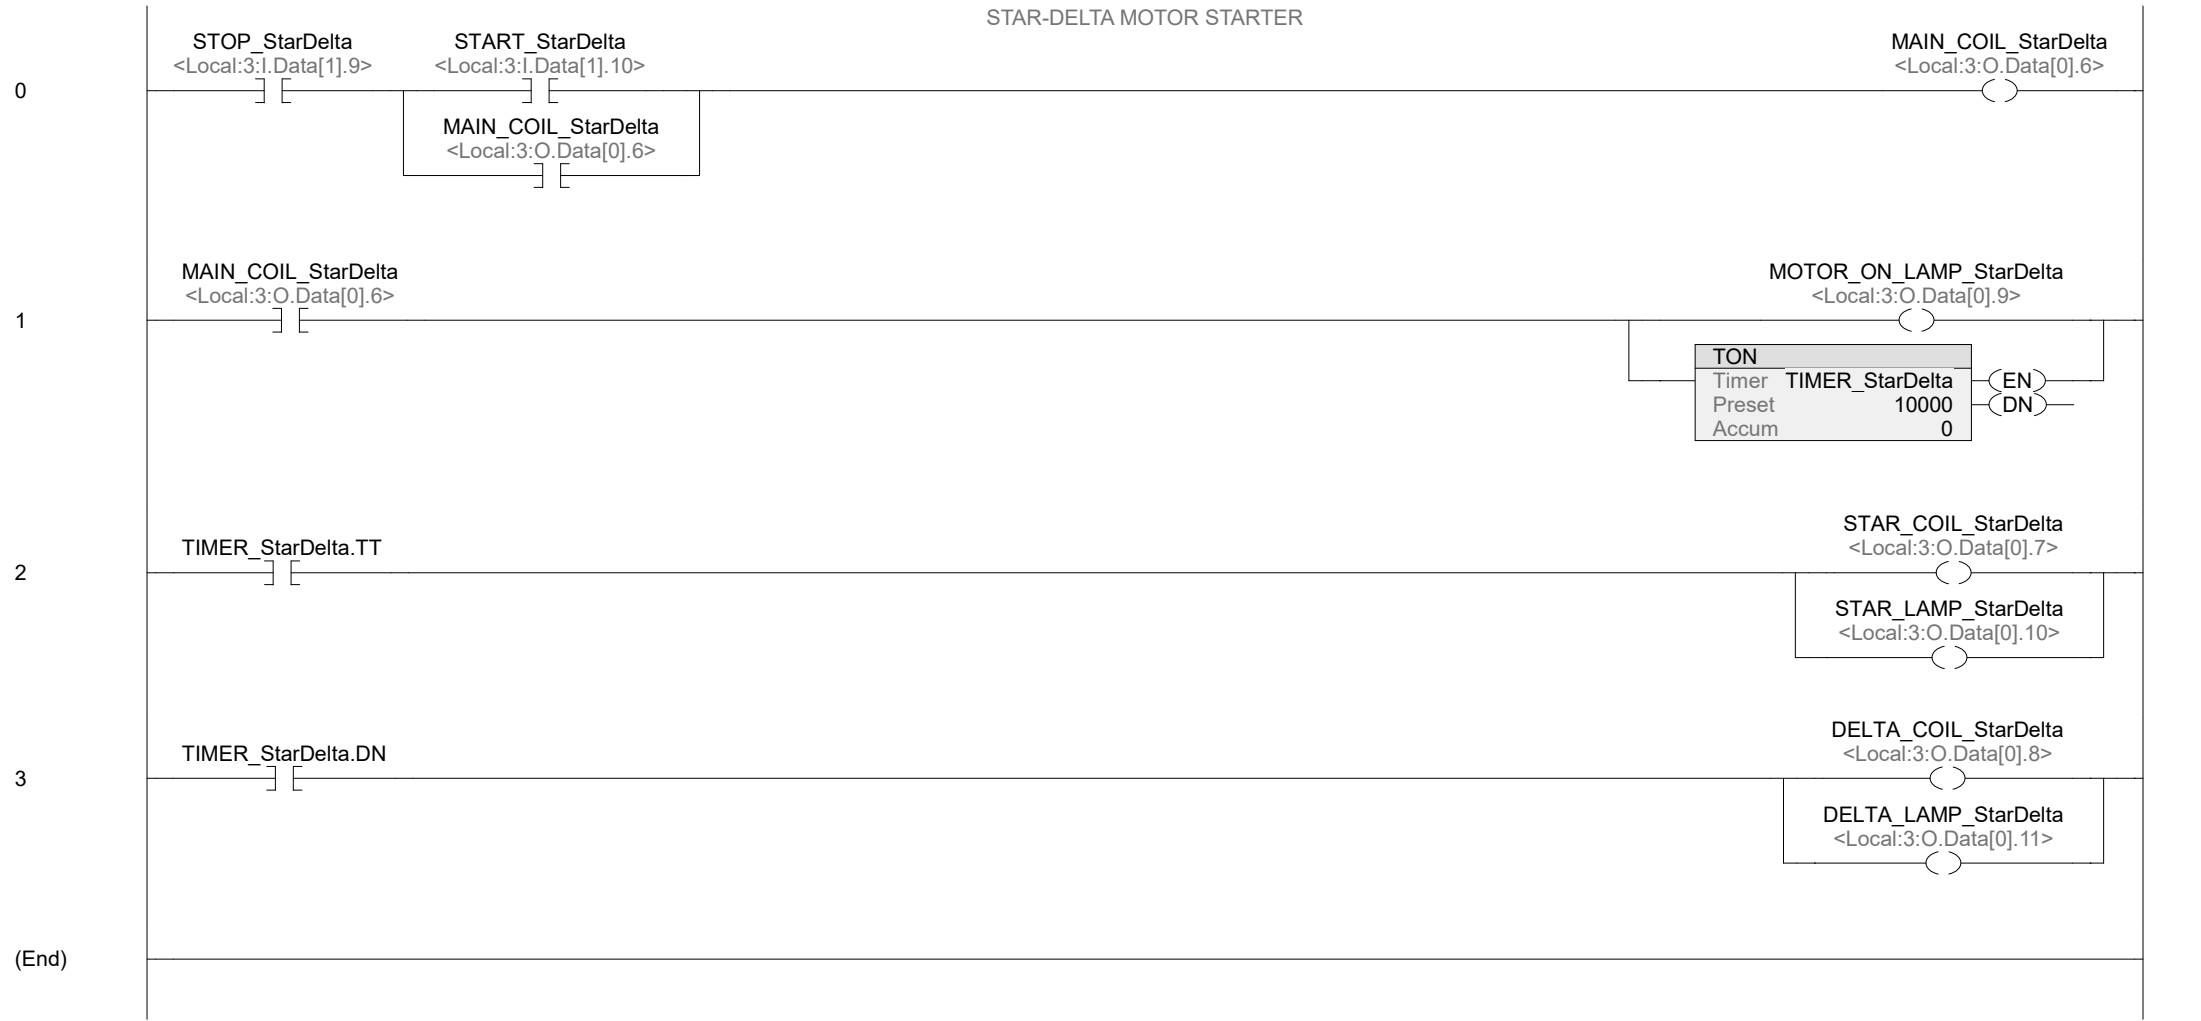 STAR-DELTA MOTOR STARTER
STOP_StarDelta
<Local:3:I.Data[1].9>
START_StarDelta
<Local:3:I.Data[1].10>
MAIN_COIL_StarDelta
<Local:3:O.Data[0].6>
0
MAIN_COIL_StarDelta
<Local:3:O.Data[0].6>
MAIN_COIL_StarDelta
<Local:3:O.Data[0].6>
MOTOR_ON_LAMP_StarDelta
<Local:3:O.Data[0].9>
1
TON
Timer TIMER_StarDelta
EN
Preset 10000
DN
Accum 0
STAR_COIL_StarDelta
<Local:3:O.Data[0].7>
TIMER_StarDelta.TT
2
STAR_LAMP_StarDelta
<Local:3:O.Data[0].10>
DELTA_COIL_StarDelta
<Local:3:O.Data[0].8>
TIMER_StarDelta.DN
3
DELTA_LAMP_StarDelta
<Local:3:O.Data[0].11>
(End)